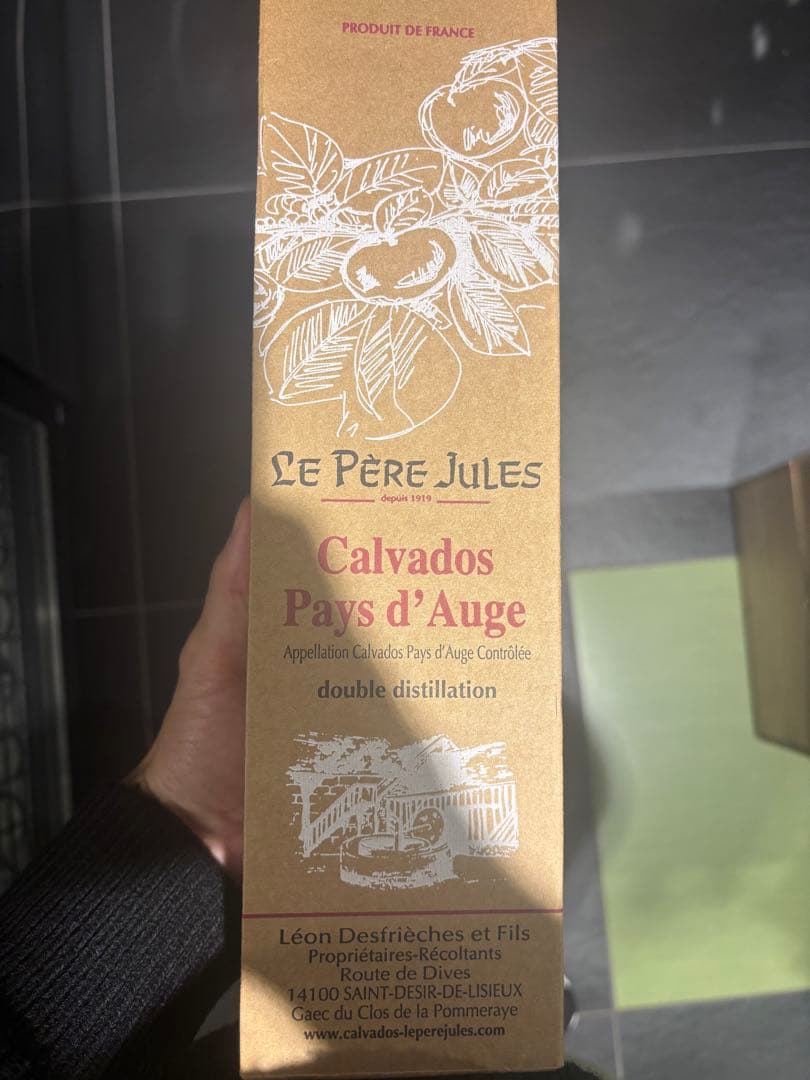 PRODUIT DE FRANCE
LE PÈRE JULES
depuis 1919
Calvados
Pays d'Auge
Appellation Calvados Pays d'Auge Contrôlée
double distillation
Léon Desfrièches et Fils
Propriétaires-Récoltants
Route de Dives
14100 SAINT-DESIR-DE-LISIEUX
Gaec du Clos de la Pommeraye
www.calvados-leperejules.com